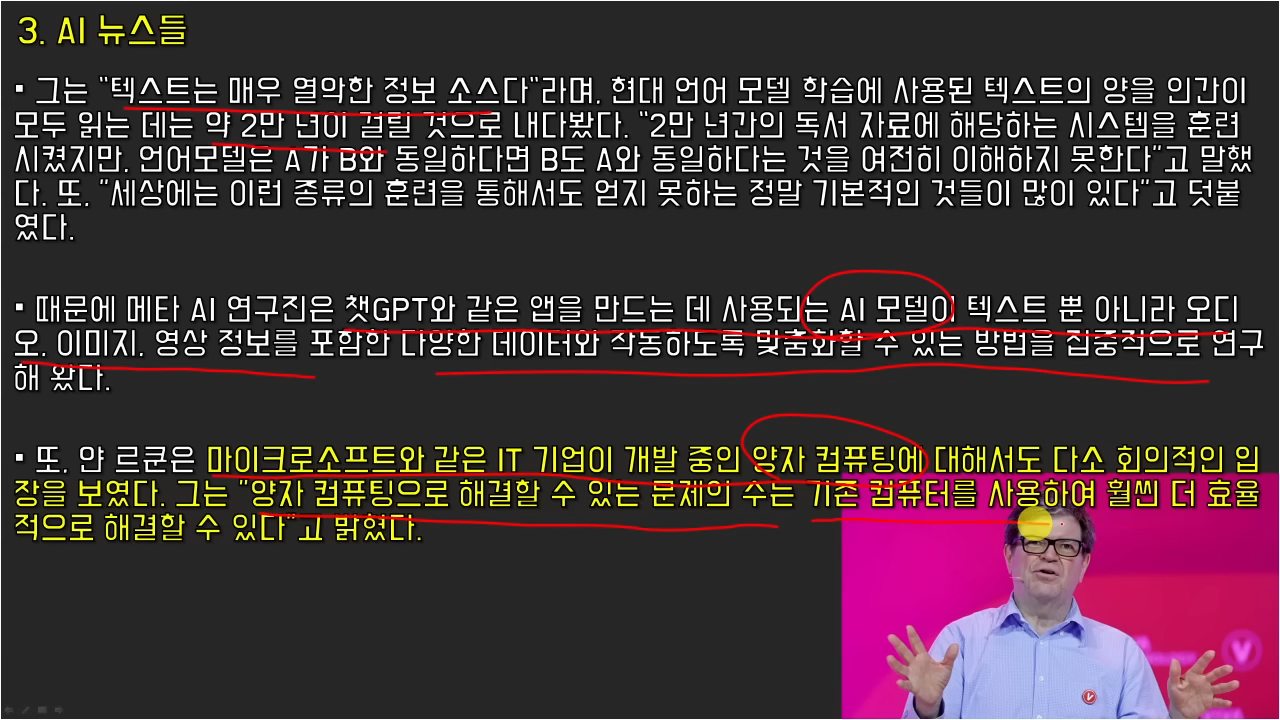 3. AI 뉴스들
▪ 그는 "텍스트는 매우 열악한 정보 소스다"라며, 현대 언어 모델 학습에 사용된 텍스트의 양을 인간이
모두 읽는 데는 약 2만 년이 걸릴 것으로 내다봤다. "2만 년간의 독서 자료에 해당하는 시스템을 훈련
시켰지만, 언어모델은 A가 B와 동일하다면 B도 A와 동일하다는 것을 여전히 이해하지 못한다"고 말했
다. 또, "세상에는 이런 종류의 훈련을 통해서도 얻지 못하는 정말 기본적인 것들이 많이 있다"고 덧붙
였다.
▪ 때문에 메타 AI 연구진은 챗GPT와 같은 앱을 만드는 데 사용되는 AI 모델이 텍스트 뿐 아니라 오디
오, 이미지, 영상 정보를 포함한 다양한 데이터와 작동하도록 맞춤화할 수 있는 방법을 집중적으로 연구
해 왔다.
▪ 또, 얀 르쿤은 마이크로소프트와 같은 IT 기업이 개발 중인 양자 컴퓨팅에 대해서도 다소 회의적인 입
장을 보였다. 그는 "양자 컴퓨팅으로 해결할 수 있는 문제의 수는 기존 컴퓨터를 사용하여 훨씬 더 효율
적으로 해결할 수 있다"고 밝혔다.
V